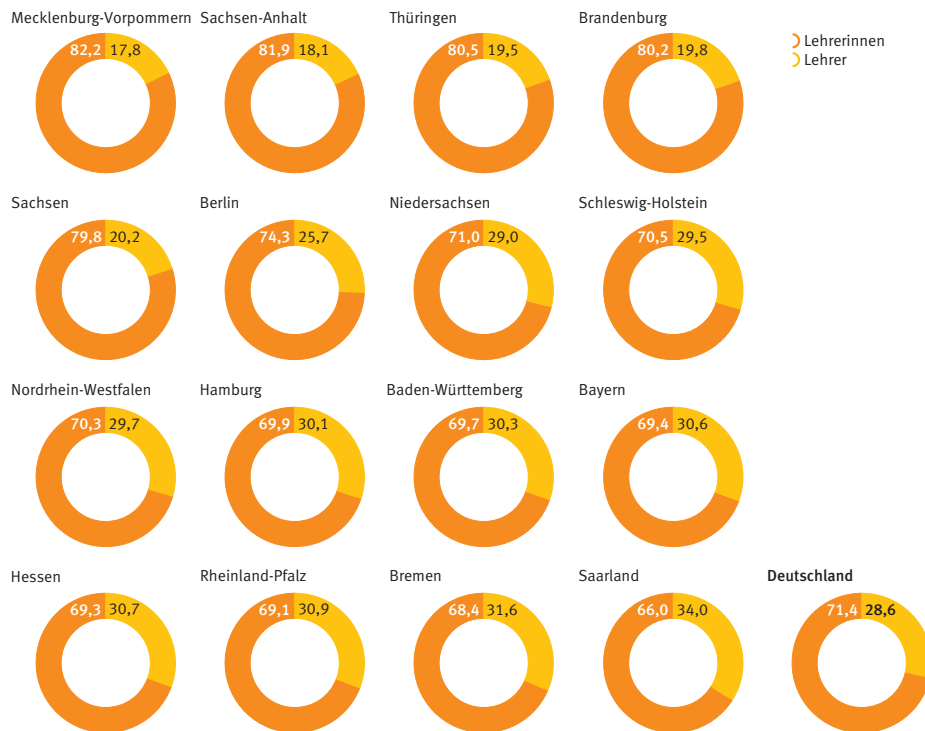 Mecklenburg-Vorpommern
82,2 17,8
Sachsen-Anhalt
81,9 18,1
Thüringen
80,5 19,5
Brandenburg
80,2 19,8
Lehrerinnen
Lehrer
Sachsen
79,8 20,2
Berlin
74,3 25,7
Niedersachsen
71,0 29,0
Schleswig-Holstein
70,5 29,5
Nordrhein-Westfalen
70,3 29,7
Hamburg
69,9 30,1
Baden-Württemberg
69,7 30,3
Bayern
69,4 30,6
Hessen
69,3 30,7
Rheinland-Pfalz
69,1 30,9
Bremen
68,4 31,6
Saarland
66,0 34,0
Deutschland
71,4 28,6